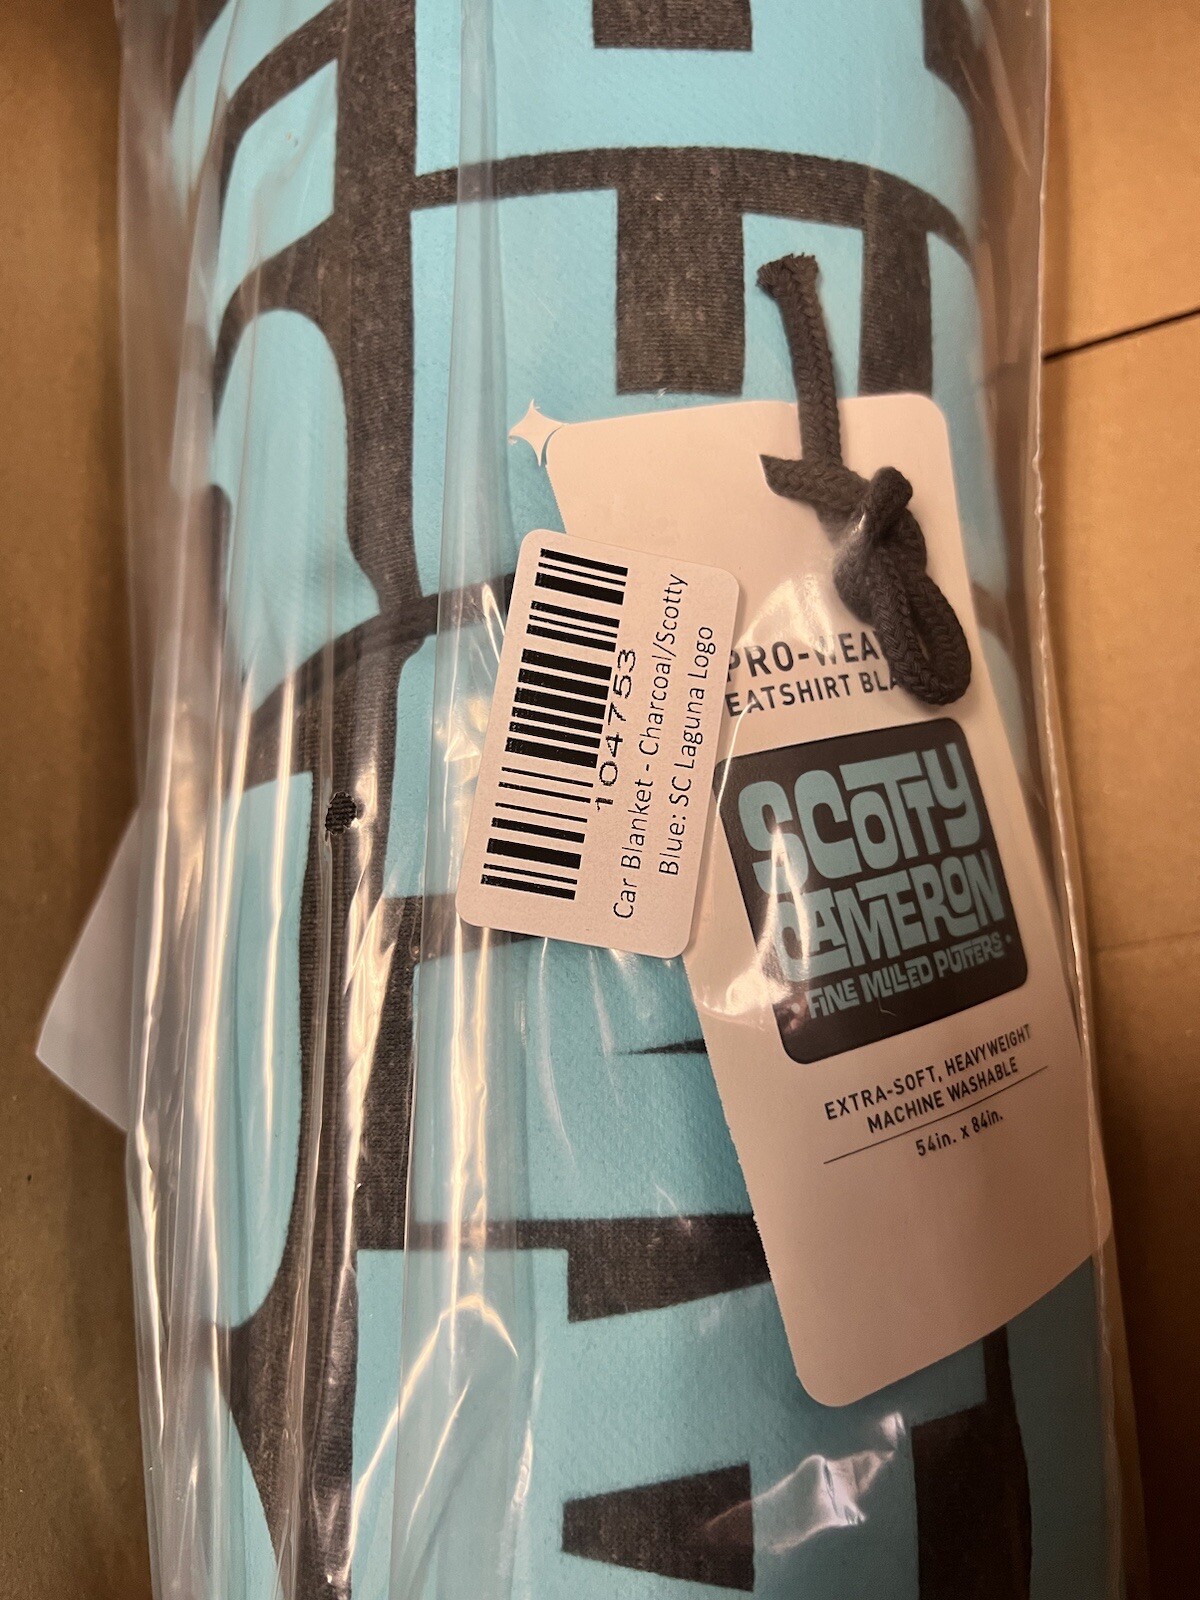 104753
Car Blanket - Charcoal/Scotty
Blue: SC Laguna Logo
PRO-WEA
EATSHIRT BLA
SCOTTY
CAMERON
FINE MILLED PUTTERS
EXTRA-SOFT, HEAVYWEIGHT
MACHINE WASHABLE
54in. x 84in.